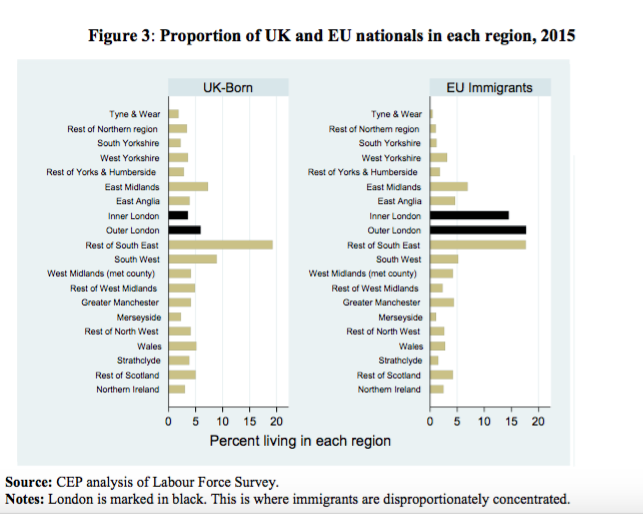 Figure 3: Proportion of UK and EU nationals in each region, 2015
UK-Born
Tyne & Wear
Rest of Northern region
South Yorkshire
West Yorkshire
Rest of Yorks & Humberside
East Midlands
East Anglia
Inner London
Outer London
Rest of South East
South West
West Midlands (met county)
Rest of West Midlands
Greater Manchester
Merseyside
Rest of North West
Wales
Strathclyde
Rest of Scotland
Northern Ireland
0 5 10 15 20
EU Immigrants
Tyne & Wear
Rest of Northern region
South Yorkshire
West Yorkshire
Rest of Yorks & Humberside
East Midlands
East Anglia
Inner London
Outer London
Rest of South East
South West
West Midlands (met county)
Rest of West Midlands
Greater Manchester
Merseyside
Rest of North West
Wales
Strathclyde
Rest of Scotland
Northern Ireland
0 5 10 15 20
Percent living in each region
Source: CEP analysis of Labour Force Survey.
Notes: London is marked in black. This is where immigrants are disproportionately concentrated.